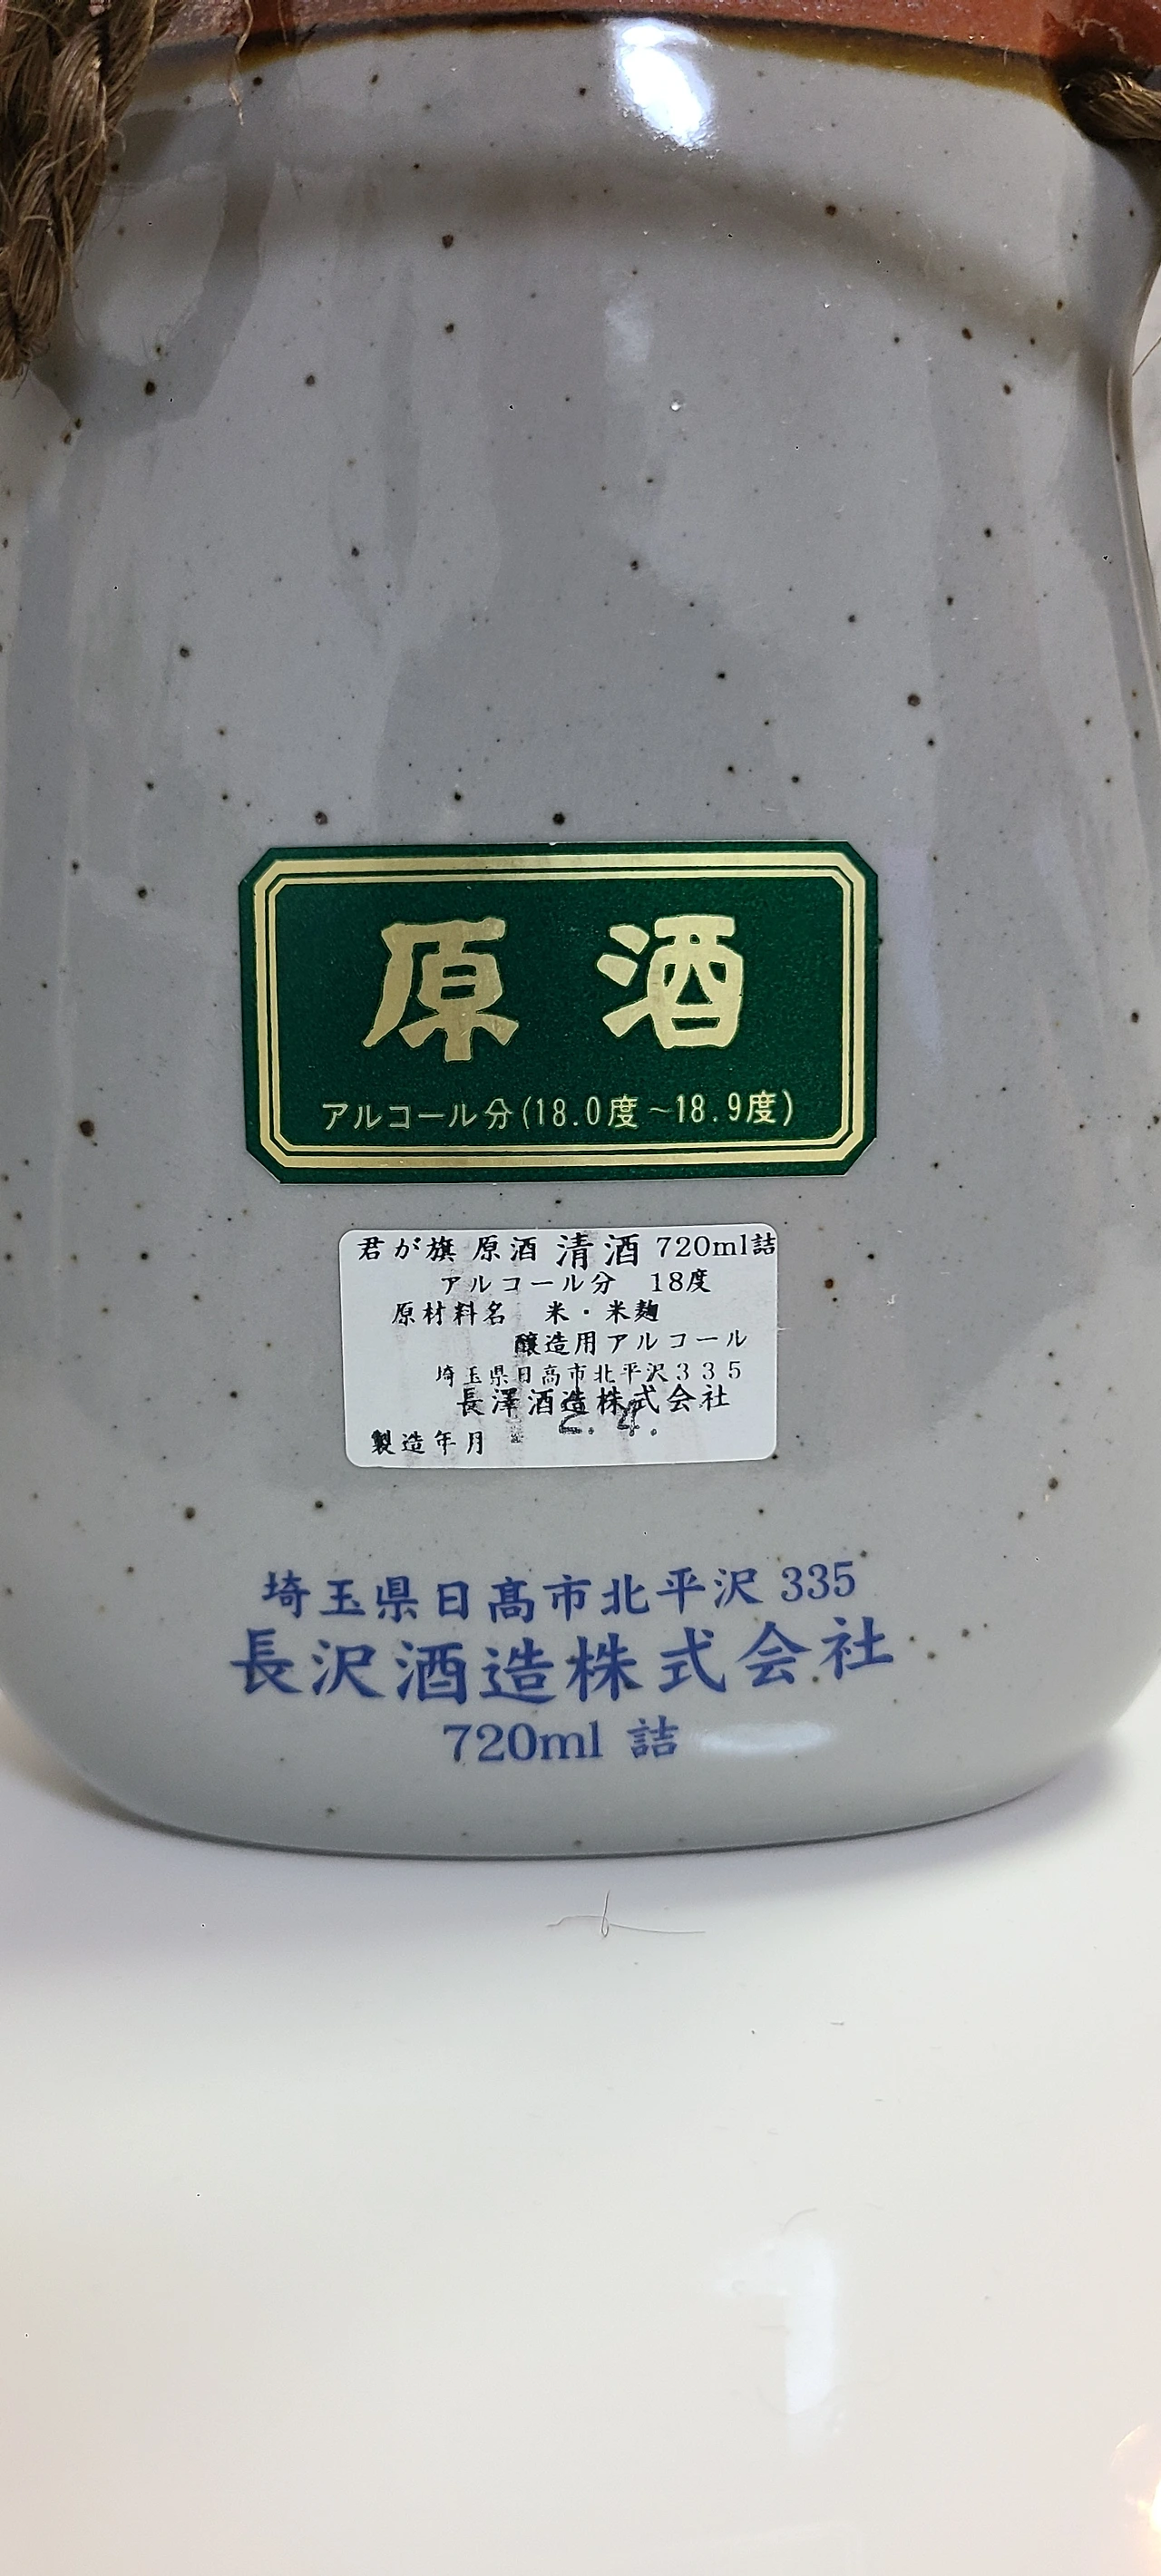 原酒
アルコール分(18.0度~18.9度)
君が旗 原酒 清酒 720ml詰
アルコール分 18度
原材料名 米・米麹
醸造用アルコール
埼玉県日高市北平沢335
長澤酒造株式会社
2. 4.
製造年月
埼玉県日髙市北平沢 335
長沢酒造株式会社
720ml 詰